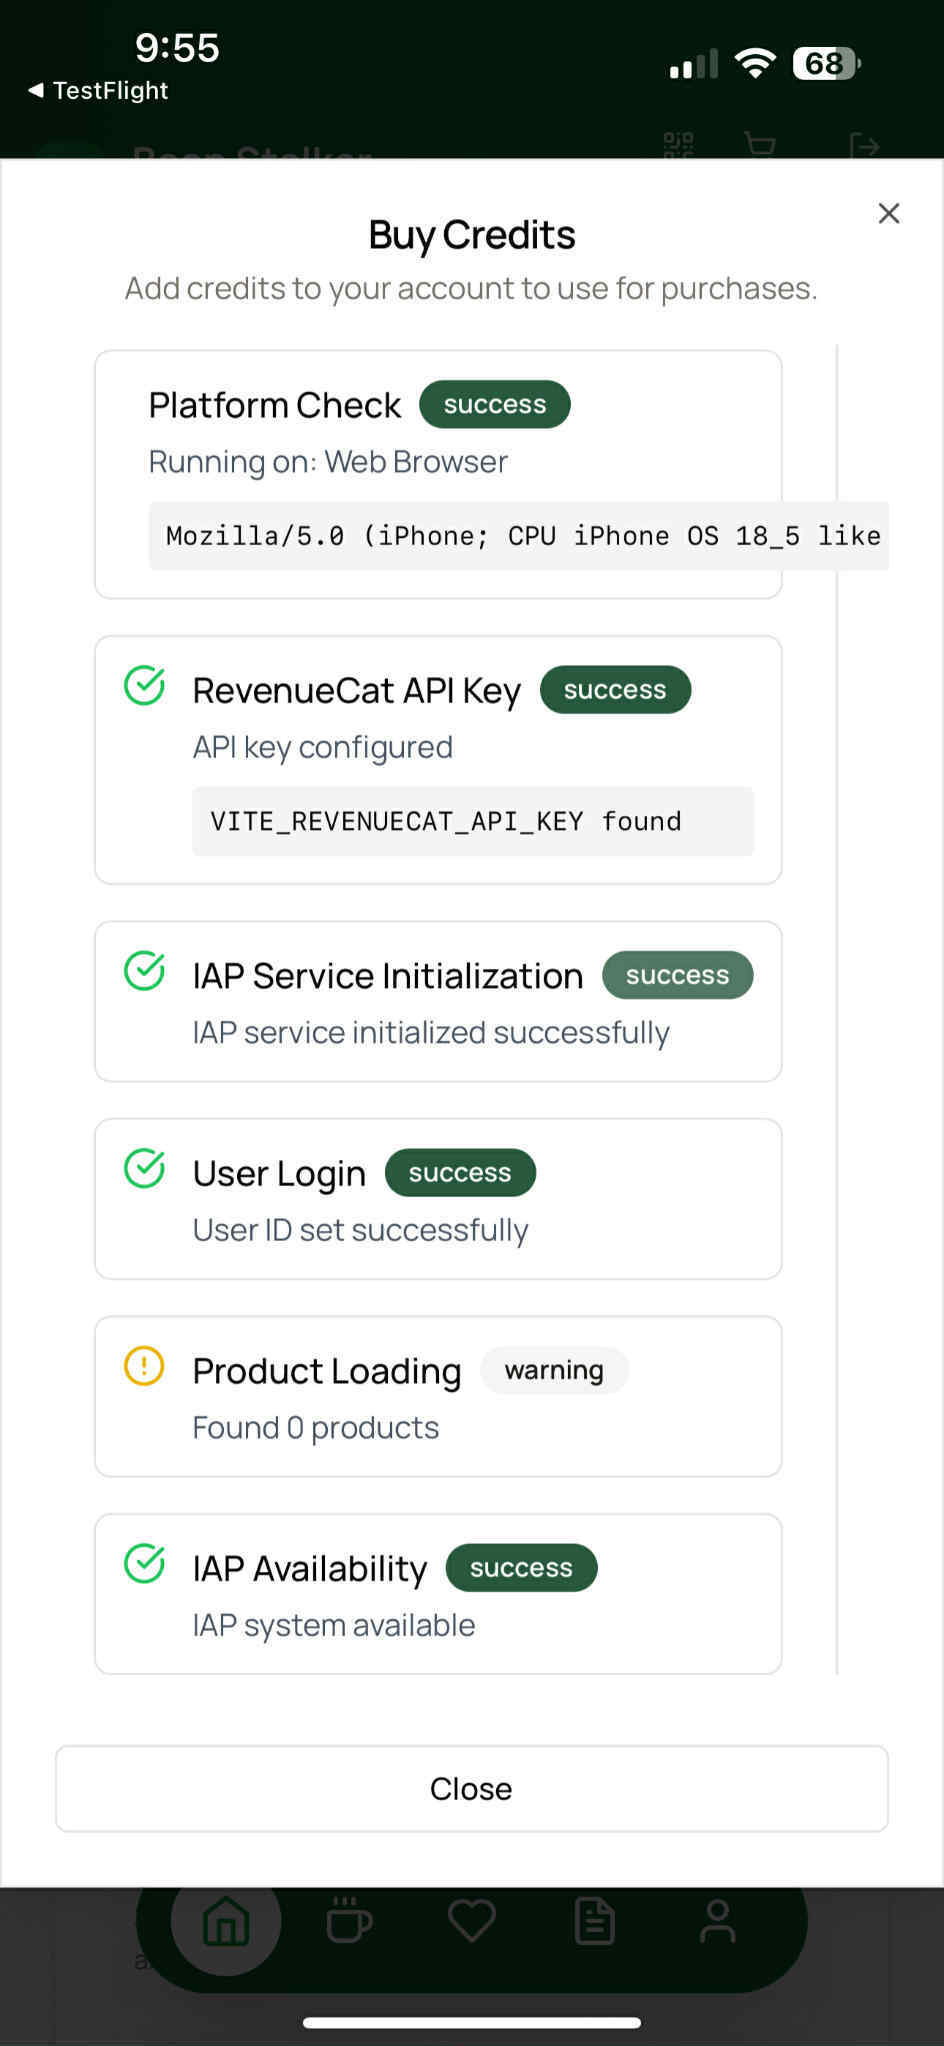 9:55
68
◀ TestFlight
Bean Stalker
Buy Credits
Add credits to your account to use for purchases.
Platform Check success
Running on: Web Browser
Mozilla/5.0 (iPhone; CPU iPhone OS 18_5 like
RevenueCat API Key success
API key configured
VITE_REVENUECAT_API_KEY found
IAP Service Initialization success
IAP service initialized successfully
User Login success
User ID set successfully
Product Loading warning
Found 0 products
IAP Availability success
IAP system available
Close